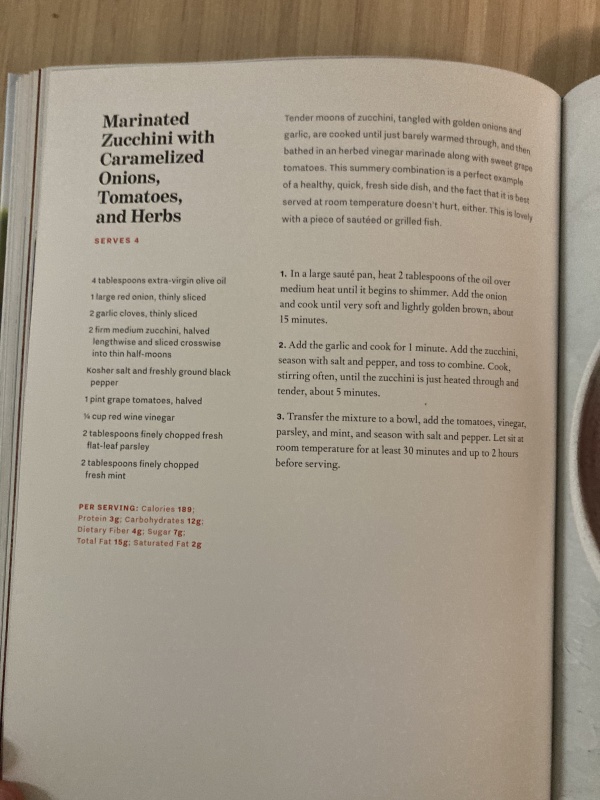 Marinated
Zucchini with
Caramelized
Onions,
Tomatoes,
and Herbs
SERVES 4
Tender moons of zucchini, tangled with golden onions and
garlic, are cooked until just barely warmed through, and then
bathed in an herbed vinegar marinade along with sweet grape
tomatoes. This summery combination is a perfect example
of a healthy, quick, fresh side dish, and the fact that it is best
served at room temperature doesn't hurt, either. This is lovely
with a piece of sautéed or grilled fish.
4 tablespoons extra-virgin olive oil
1 large red onion, thinly sliced
2 garlic cloves, thinly sliced
2 firm medium zucchini, halved
lengthwise and sliced crosswise
into thin half-moons
Kosher salt and freshly ground black
pepper
1 pint grape tomatoes, halved
¼ cup red wine vinegar
2 tablespoons finely chopped fresh
flat-leaf parsley
2 tablespoons finely chopped
fresh mint
PER SERVING: Calories 189;
Protein 3g; Carbohydrates 12g;
Dietary Fiber 4g; Sugar 7g;
Total Fat 15g; Saturated Fat 2g
1. In a large sauté pan, heat 2 tablespoons of the oil over
medium heat until it begins to shimmer. Add the onion
and cook until very soft and lightly golden brown, about
15 minutes.
2. Add the garlic and cook for 1 minute. Add the zucchini,
season with salt and pepper, and toss to combine. Cook,
stirring often, until the zucchini is just heated through and
tender, about 5 minutes.
3. Transfer the mixture to a bowl, add the tomatoes, vinegar,
parsley, and mint, and season with salt and pepper. Let sit at
room temperature for at least 30 minutes and up to 2 hours
before serving.